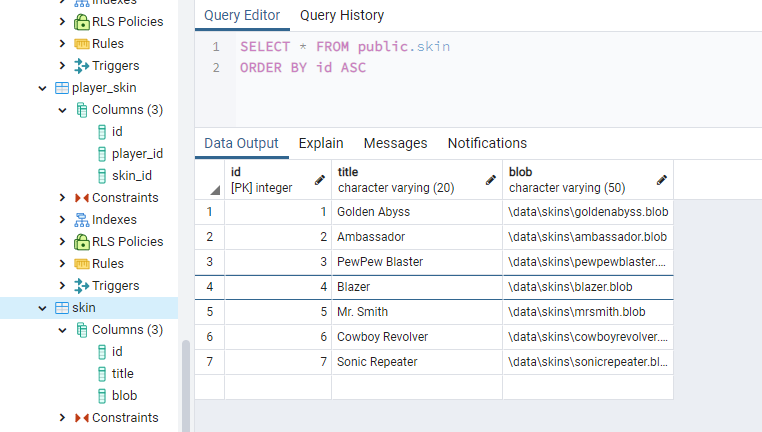 Indexes
RLS Policies
Rules
Triggers
player_skin
Columns (3)
id
player_id
skin_id
Constraints
Indexes
RLS Policies
Rules
Triggers
skin
Columns (3)
id
title
blob
Constraints
Query Editor Query History
1 SELECT * FROM public.skin
2 ORDER BY id ASC
Data Output Explain Messages Notifications
id title blob
[PK] integer character varying (20) character varying (50)
1 1 Golden Abyss \data\skins\goldenabyss.blob
2 2 Ambassador \data\skins\ambassador.blob
3 3 PewPew Blaster \data\skins\pewpewblaster....
4 4 Blazer \data\skins\blazer.blob
5 5 Mr. Smith \data\skins\mrsmith.blob
6 6 Cowboy Revolver \data\skins\cowboyrevolver....
7 7 Sonic Repeater \data\skins\sonicrepeater.bl...